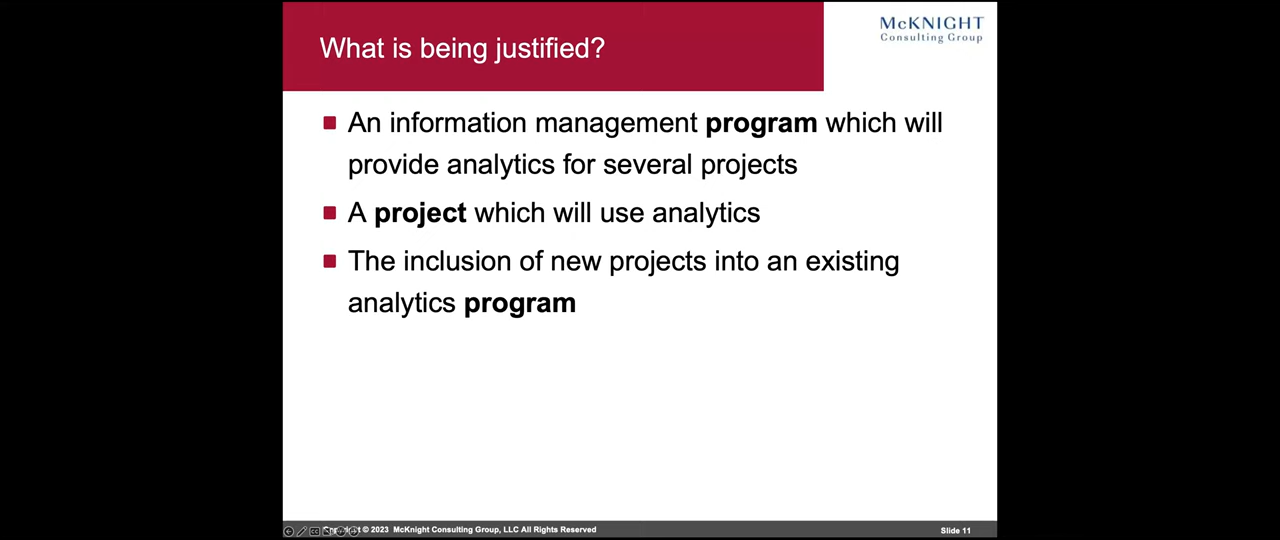 What is being justified?
McKNIGHT
Consulting Group
An information management program which will
provide analytics for several projects
A project which will use analytics
The inclusion of new projects into an existing
analytics program
Copyright © 2023 McKnight Consulting Group, LLC All Rights Reserved
Slide 11